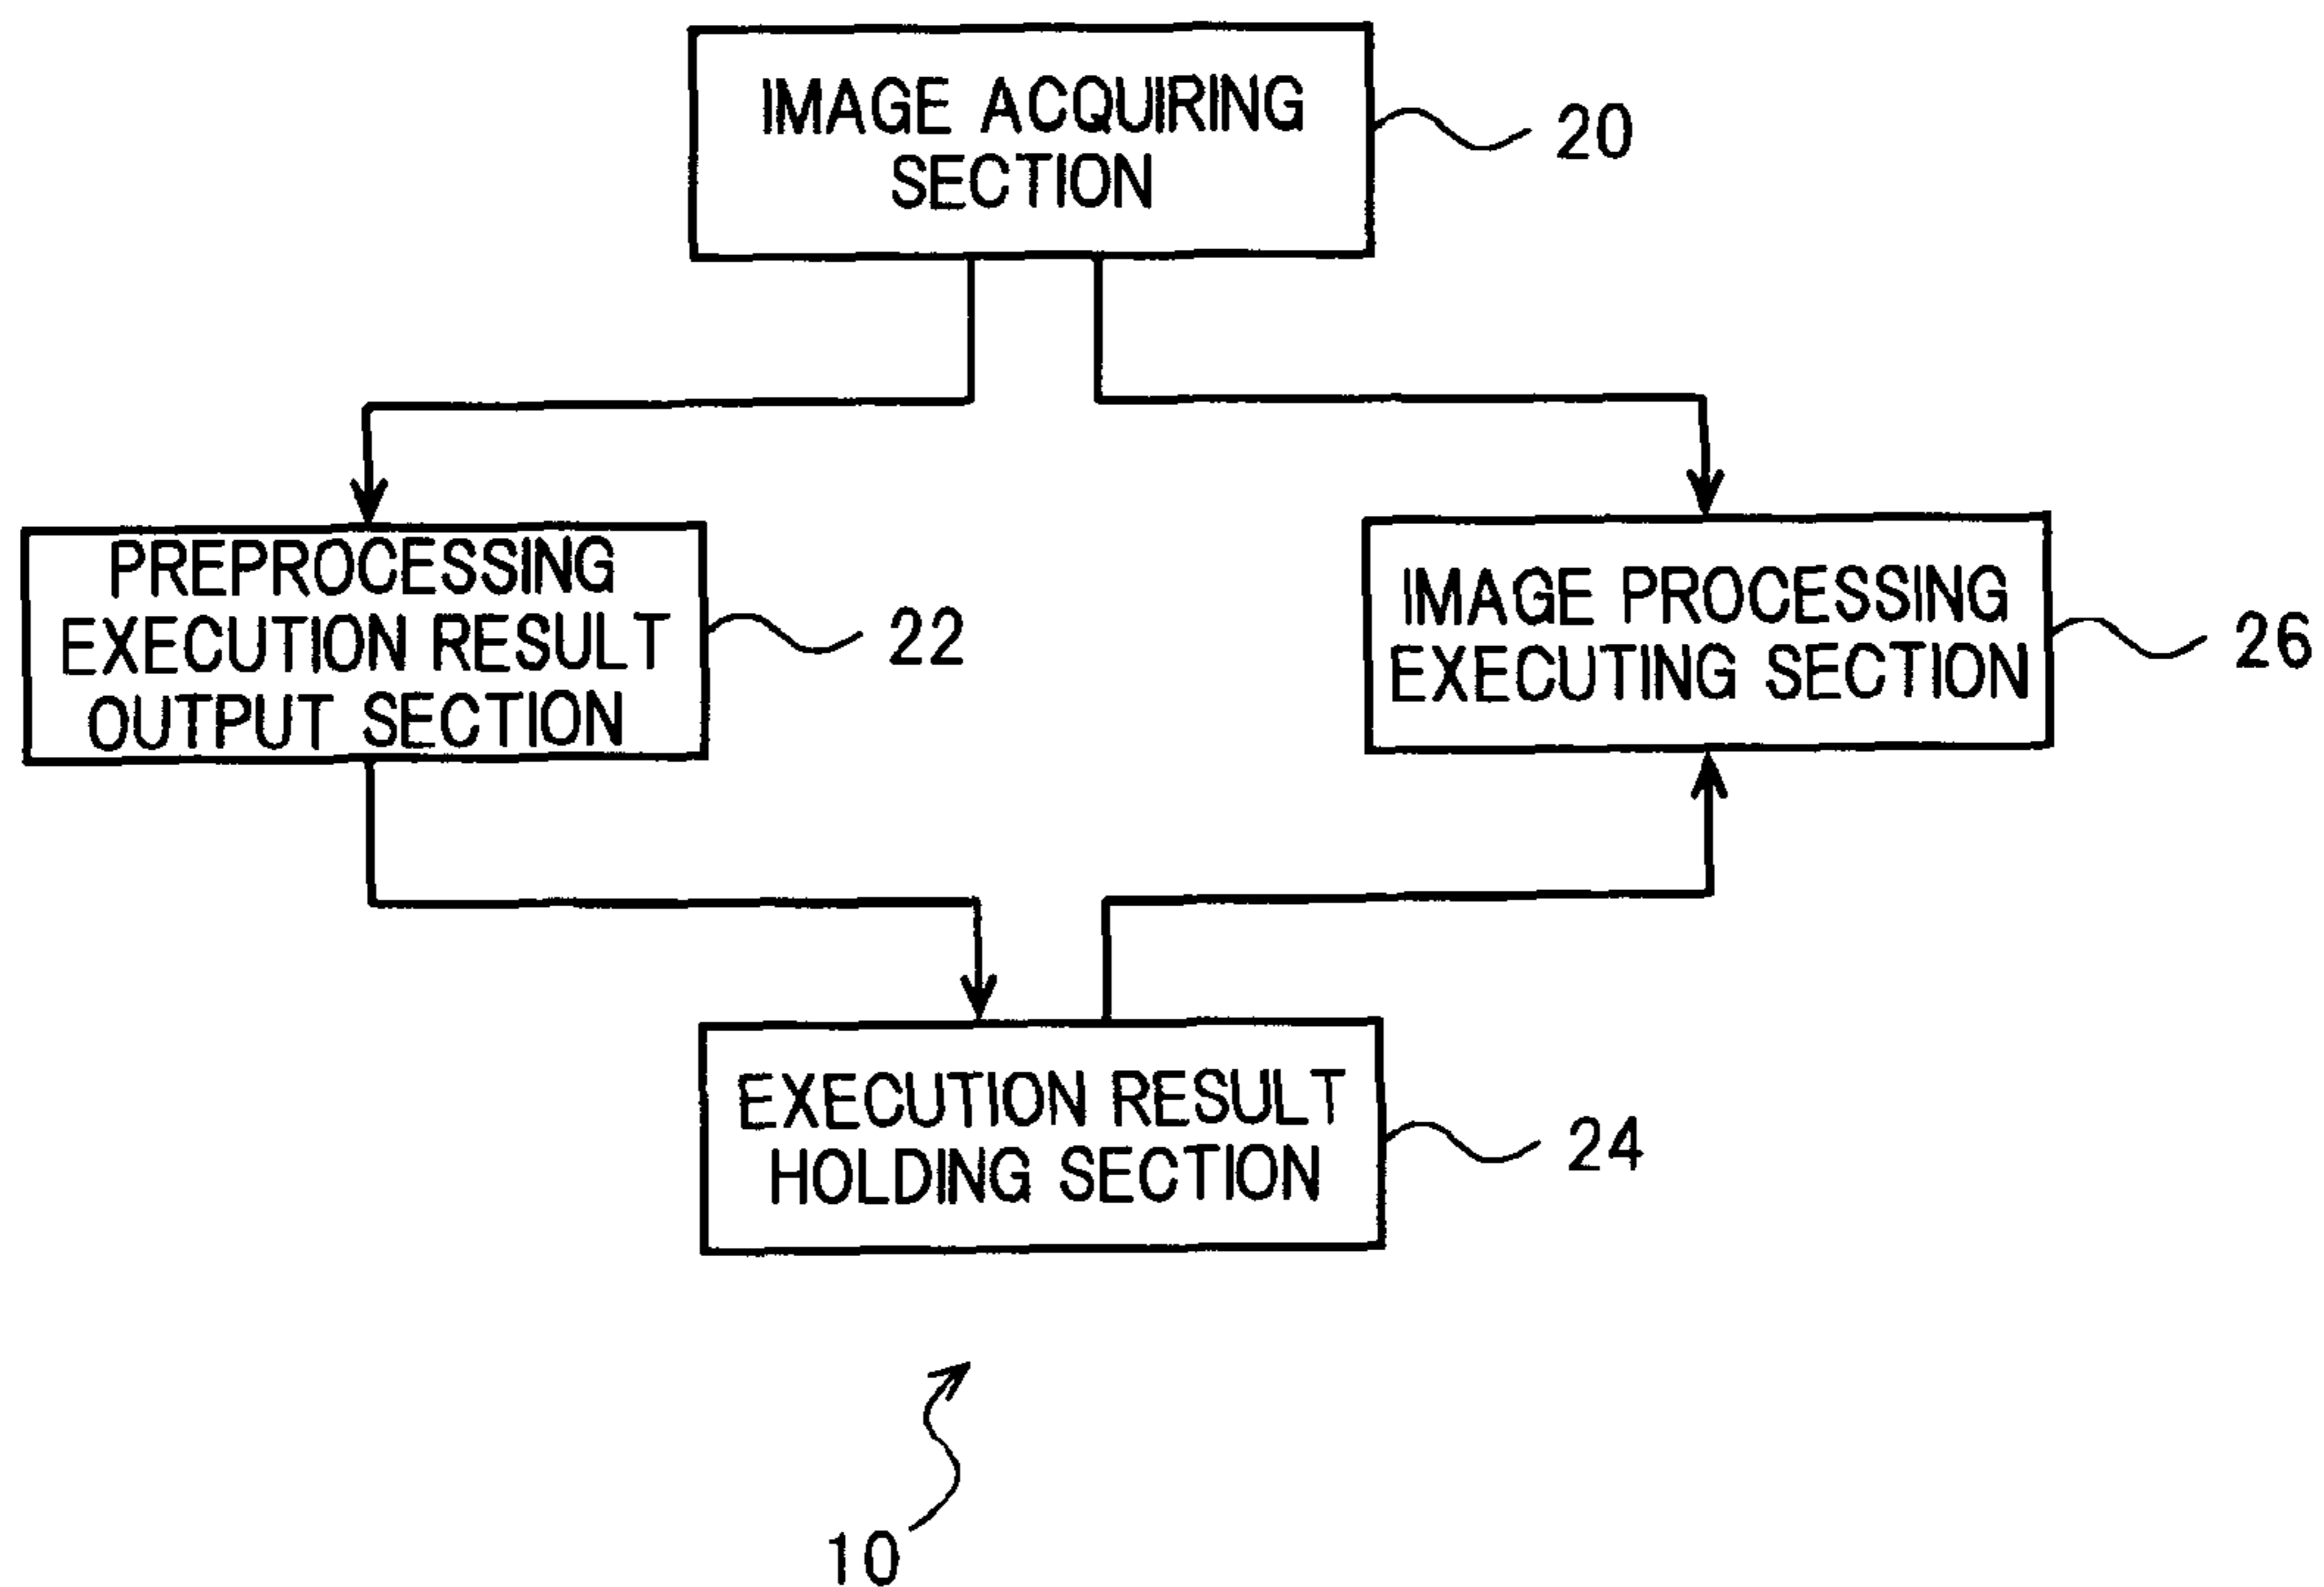 IMAGE ACQUIRING
SECTION
20
PREPROCESSING
EXECUTION RESULT
OUTPUT SECTION
22
IMAGE PROCESSING
EXECUTING SECTION
26
EXECUTION RESULT
HOLDING SECTION
24
10